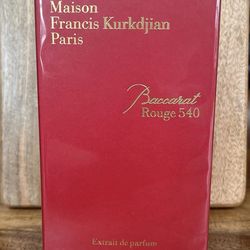 Maison
Francis Kurkdjian
Paris
Baccarat
Rouge 540
Extrait de parfum